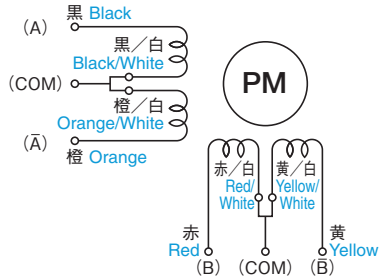 黒 Black
(A)
黒／白
Black/White
(COM)
橙／白
Orange/White
(Ā)
橙 Orange
PM
赤／白
Red/
White
黄／白
Yellow/
White
赤
Red
(B)
(COM)
黄
Yellow
(B̄)